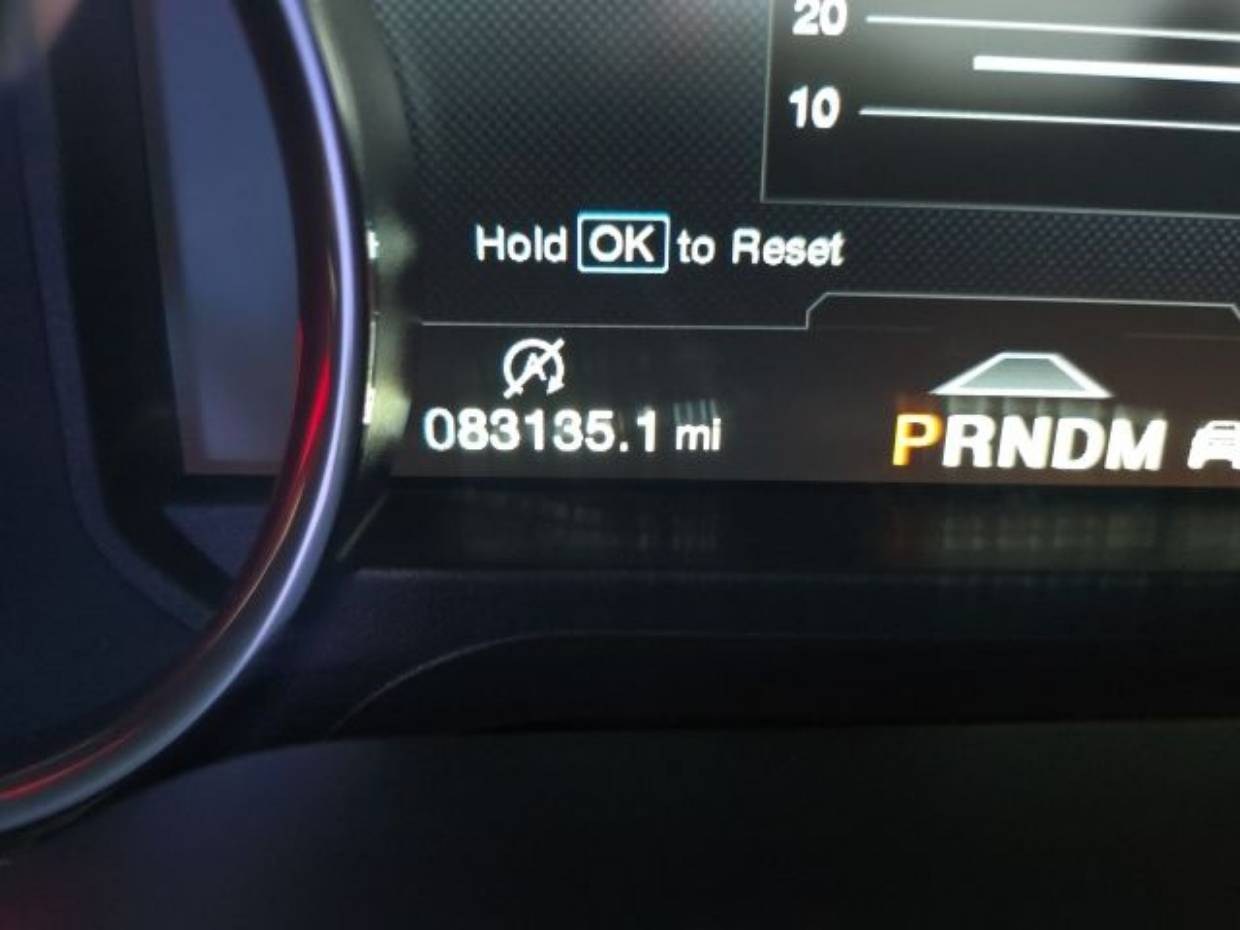 20
10
Hold OK to Reset
083135.1 mi
PRNDM